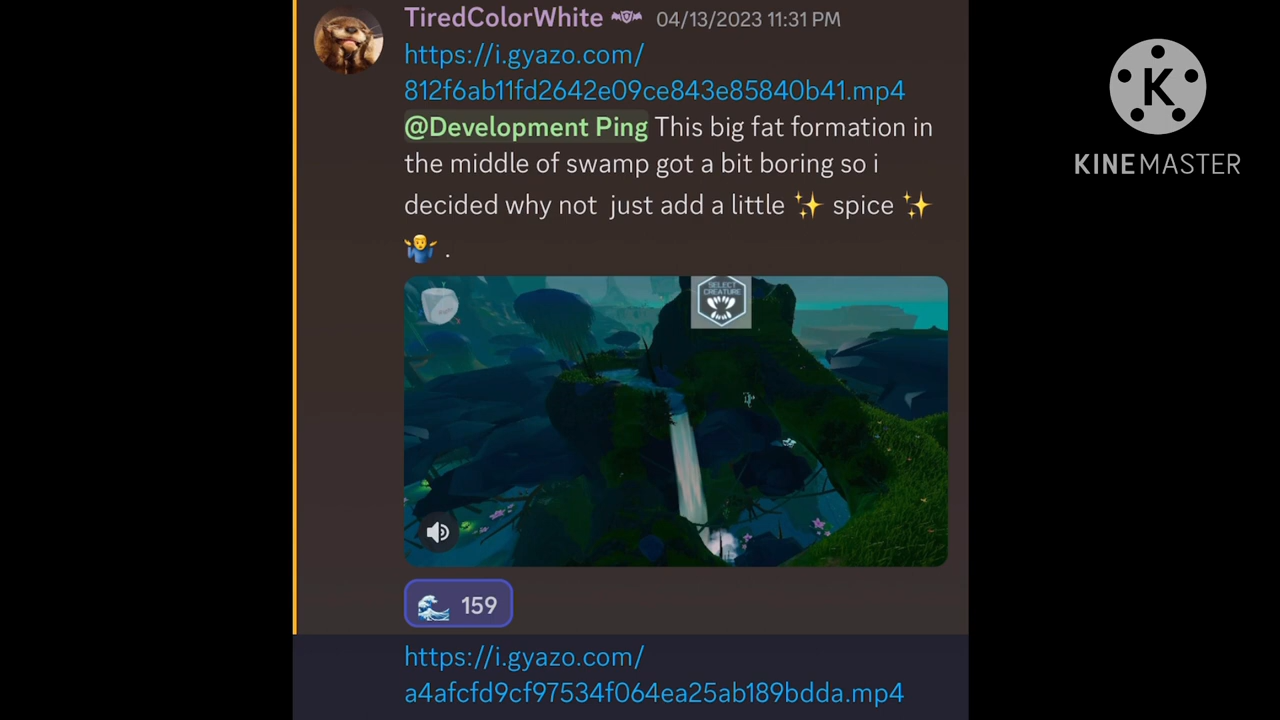 TiredColorWhite 04/13/2023 11:31 PM
https://i.gyazo.com/
812f6ab11fd2642e09ce843e85840b41.mp4
@Development Ping This big fat formation in
the middle of swamp got a bit boring so i
decided why not just add a little ✨ spice ✨
🤷‍♂️ .
SELECT
CREATURE
🌊 159
https://i.gyazo.com/
a4afcfd9cf97534f064ea25ab189bdda.mp4
K
KINEMASTER